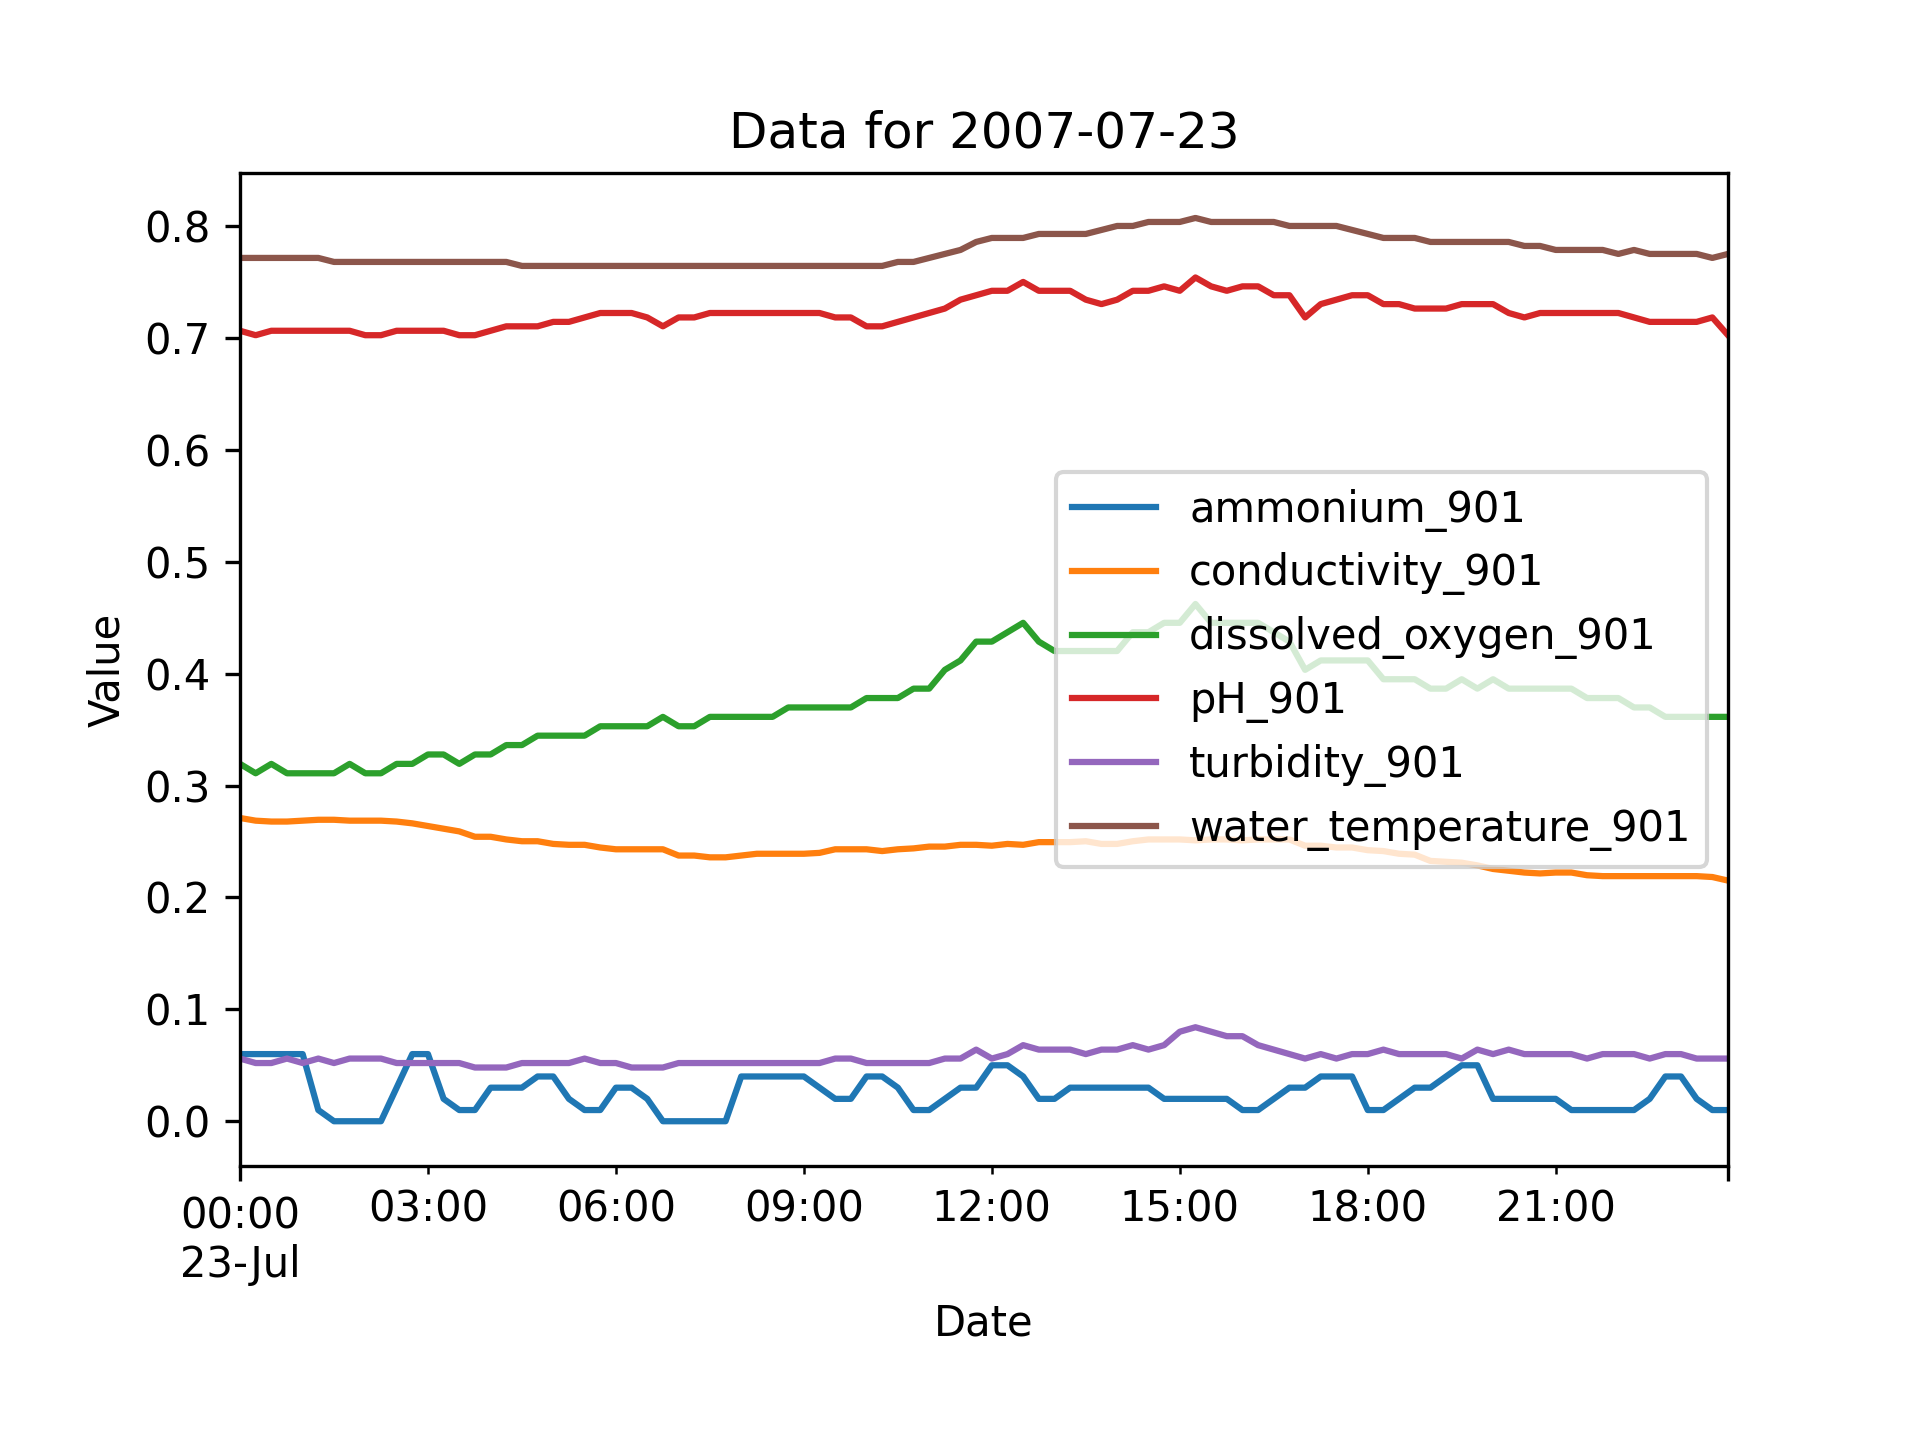 Data for 2007-07-23
0.8
0.7
0.6
0.5
0.4
0.3
0.2
0.1
0.0
Value
ammonium_901
conductivity_901
dissolved_oxygen_901
pH_901
turbidity_901
water_temperature_901
00:00 03:00 06:00 09:00 12:00 15:00 18:00 21:00
23-Jul
Date